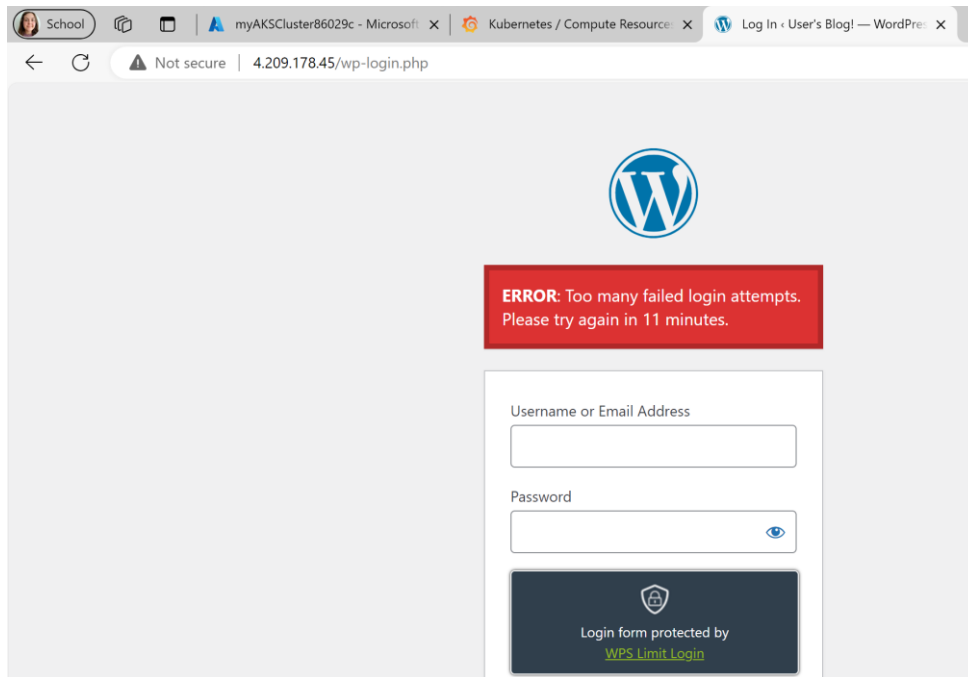 School
myAKSCluster86029c - Microsoft
Kubernetes / Compute Resources
Log In ‹ User's Blog! — WordPres
Not secure
4.209.178.45/wp-login.php
ERROR: Too many failed login attempts.
Please try again in 11 minutes.
Username or Email Address
Password
Login form protected by
WPS Limit Login